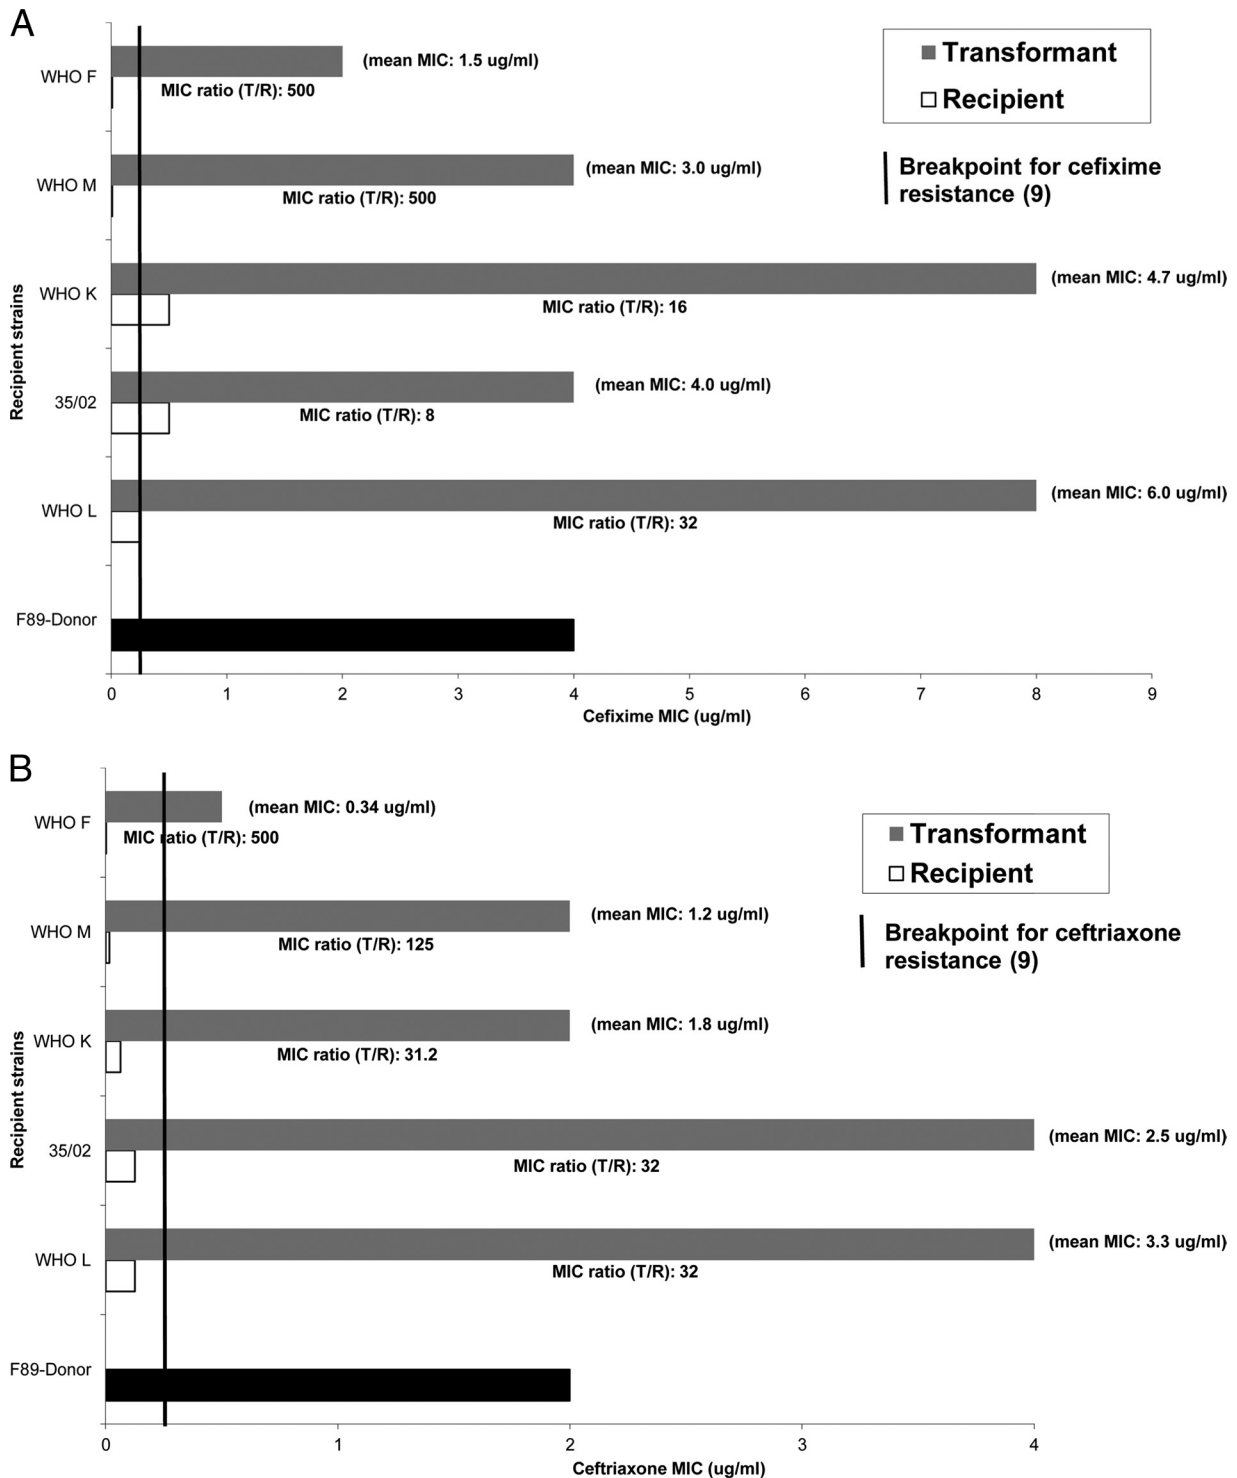 A
WHO F
(mean MIC: 1.5 ug/ml)
MIC ratio (T/R): 500
Transformant
Recipient
Breakpoint for cefixime
resistance (9)
WHO M
(mean MIC: 3.0 ug/ml)
MIC ratio (T/R): 500
WHO K
(mean MIC: 4.7 ug/ml)
MIC ratio (T/R): 16
Recipient strains
35/02
(mean MIC: 4.0 ug/ml)
MIC ratio (T/R): 8
WHO L
(mean MIC: 6.0 ug/ml)
MIC ratio (T/R): 32
F89-Donor
0 1 2 3 4 5 6 7 8 9
Cefixime MIC (ug/ml)
B
WHO F
(mean MIC: 0.34 ug/ml)
MIC ratio (T/R): 500
Transformant
Recipient
Breakpoint for ceftriaxone
resistance (9)
WHO M
(mean MIC: 1.2 ug/ml)
MIC ratio (T/R): 125
WHO K
(mean MIC: 1.8 ug/ml)
MIC ratio (T/R): 31.2
Recipient strains
35/02
(mean MIC: 2.5 ug/ml)
MIC ratio (T/R): 32
WHO L
(mean MIC: 3.3 ug/ml)
MIC ratio (T/R): 32
F89-Donor
0 1 2 3 4
Ceftriaxone MIC (ug/ml)